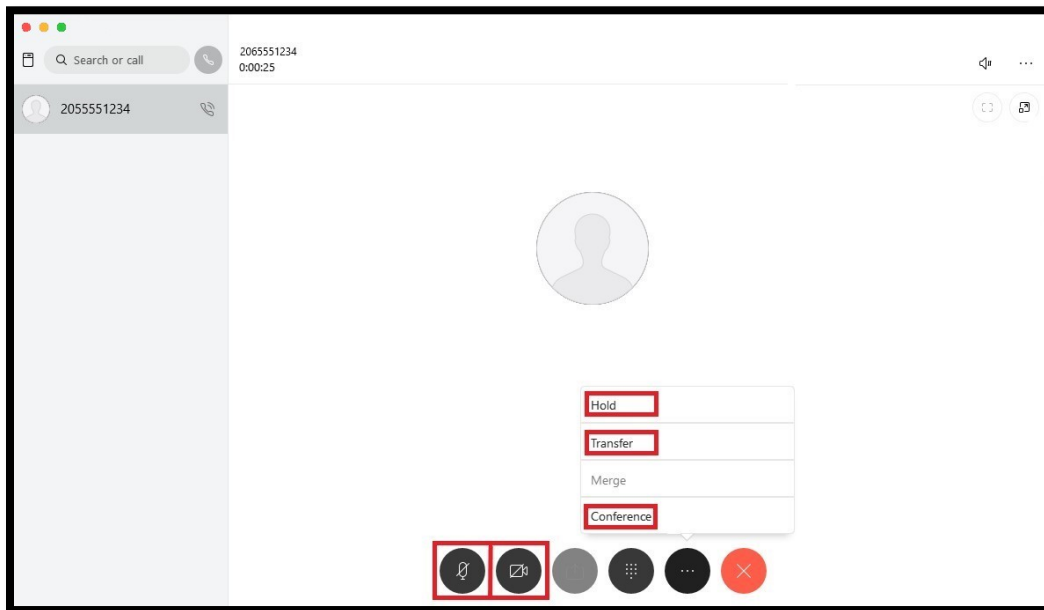 Search or call
2065551234
0:00:25
2055551234
Hold
Transfer
Merge
Conference